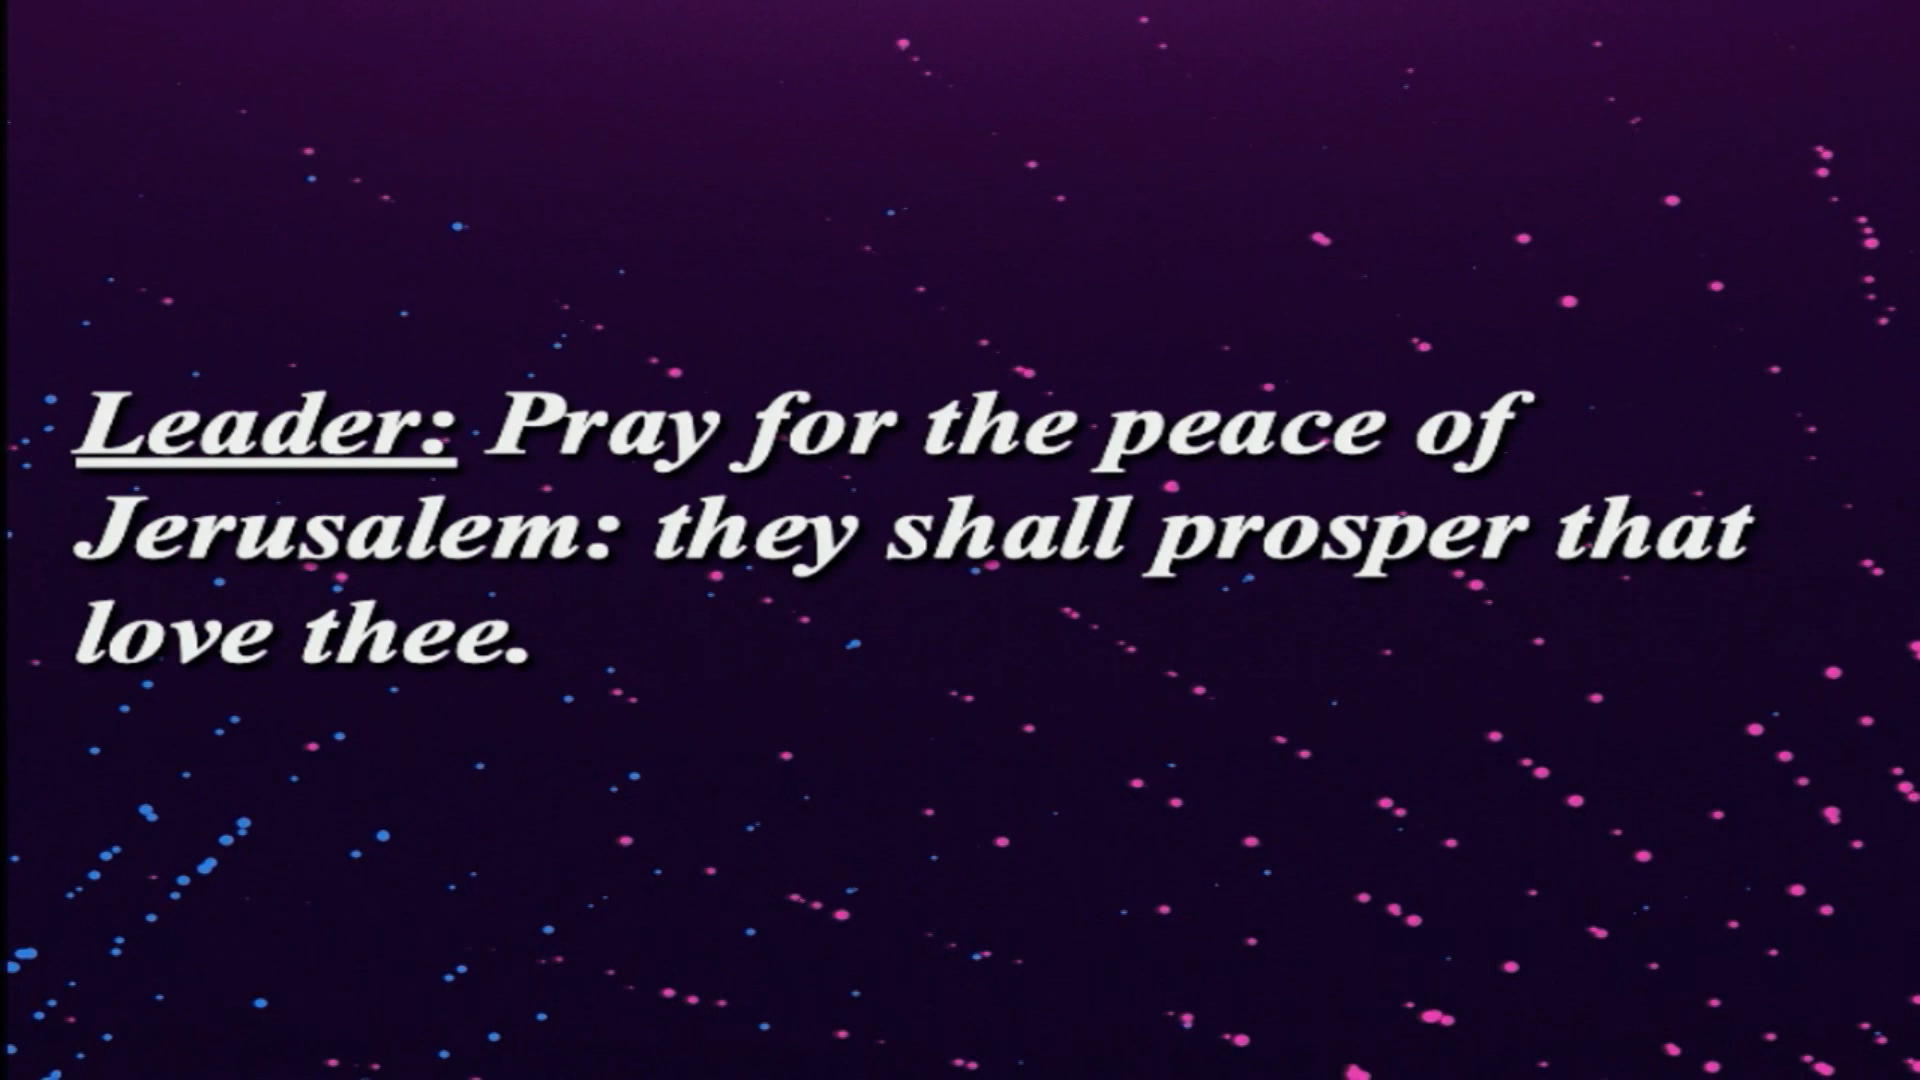 Leader: Pray for the peace of
Jerusalem: they shall prosper that
love thee.